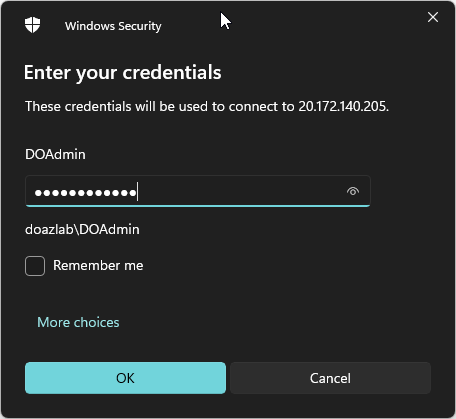 Windows Security
Enter your credentials
These credentials will be used to connect to 20.172.140.205.
DOAdmin
●●●●●●●●●●●●
doazlab\DOAdmin
Remember me
More choices
OK
Cancel